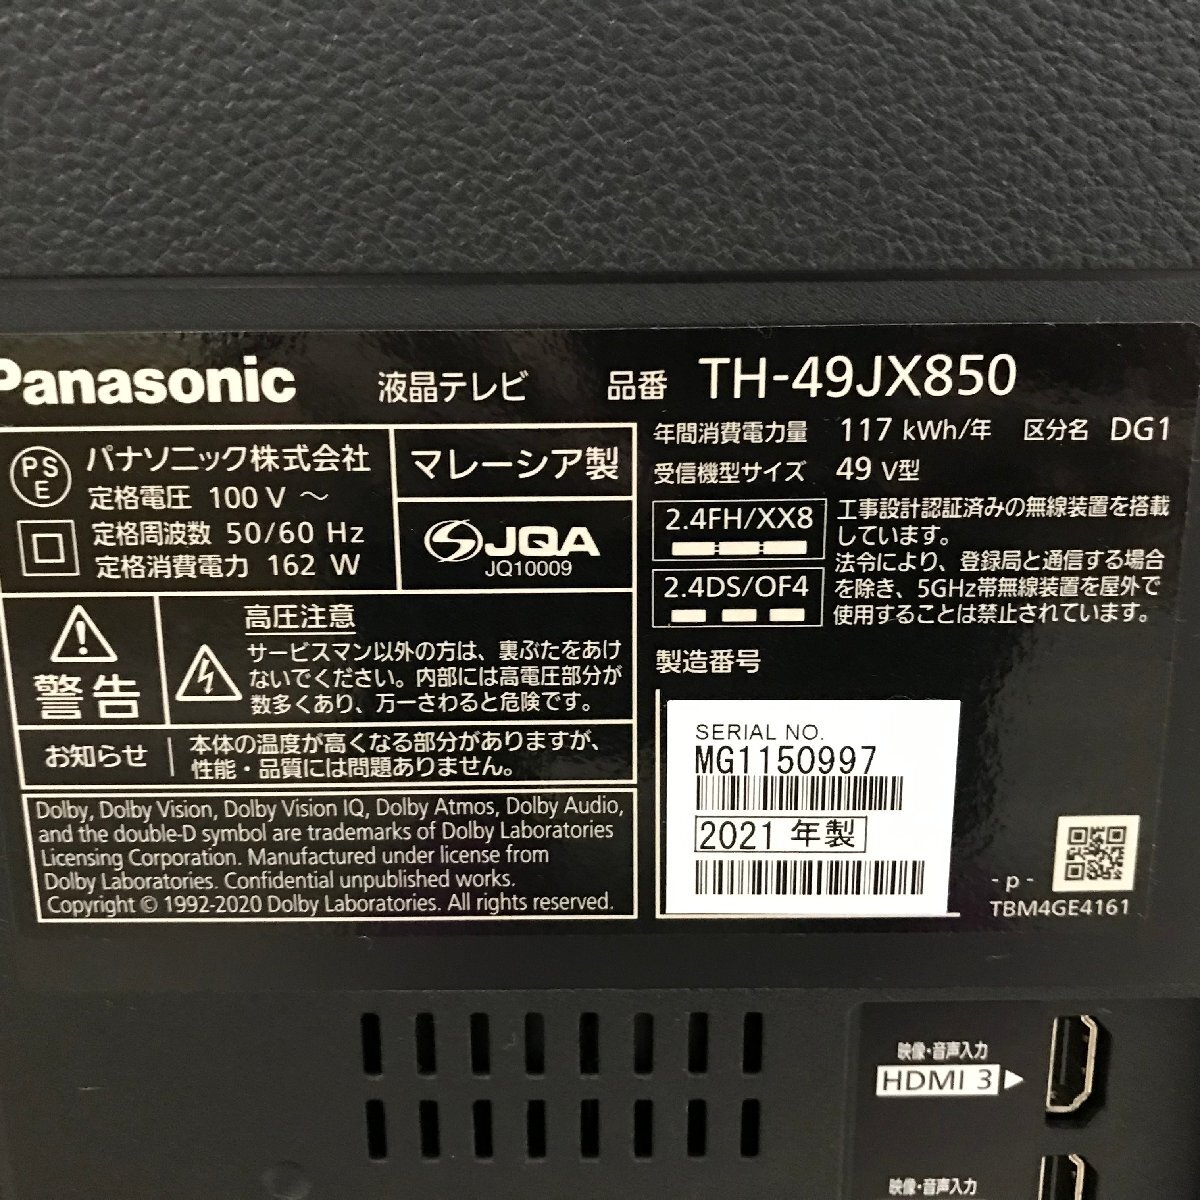 Panasonic 液晶テレビ 品番 TH-49JX850
PS
E
パナソニック株式会社
定格電圧 100 V ～
定格周波数 50/60 Hz
定格消費電力 162 W
マレーシア製
JQA
JQ10009
警告
高圧注意
サービスマン以外の方は、裏ぶたをあけ
ないでください。内部には高電圧部分が
数多くあり、万一さわると危険です。
お知らせ
本体の温度が高くなる部分がありますが、
性能・品質には問題ありません。
Dolby, Dolby Vision, Dolby Vision IQ, Dolby Atmos, Dolby Audio,
and the double-D symbol are trademarks of Dolby Laboratories
Licensing Corporation. Manufactured under license from
Dolby Laboratories. Confidential unpublished works.
Copyright © 1992-2020 Dolby Laboratories. All rights reserved.
年間消費電力量 117 kWh/年 区分名 DG1
受信機型サイズ 49 V型
2.4FH/XX8
2.4DS/OF4
工事設計認証済みの無線装置を搭載
しています。
法令により、登録局と通信する場合
を除き、5GHz帯無線装置を屋外で
使用することは禁止されています。
製造番号
SERIAL NO.
MG1150997
2021 年製
- p -
TBM4GE4161
映像・音声入力
HDMI 3
映像・音声入力